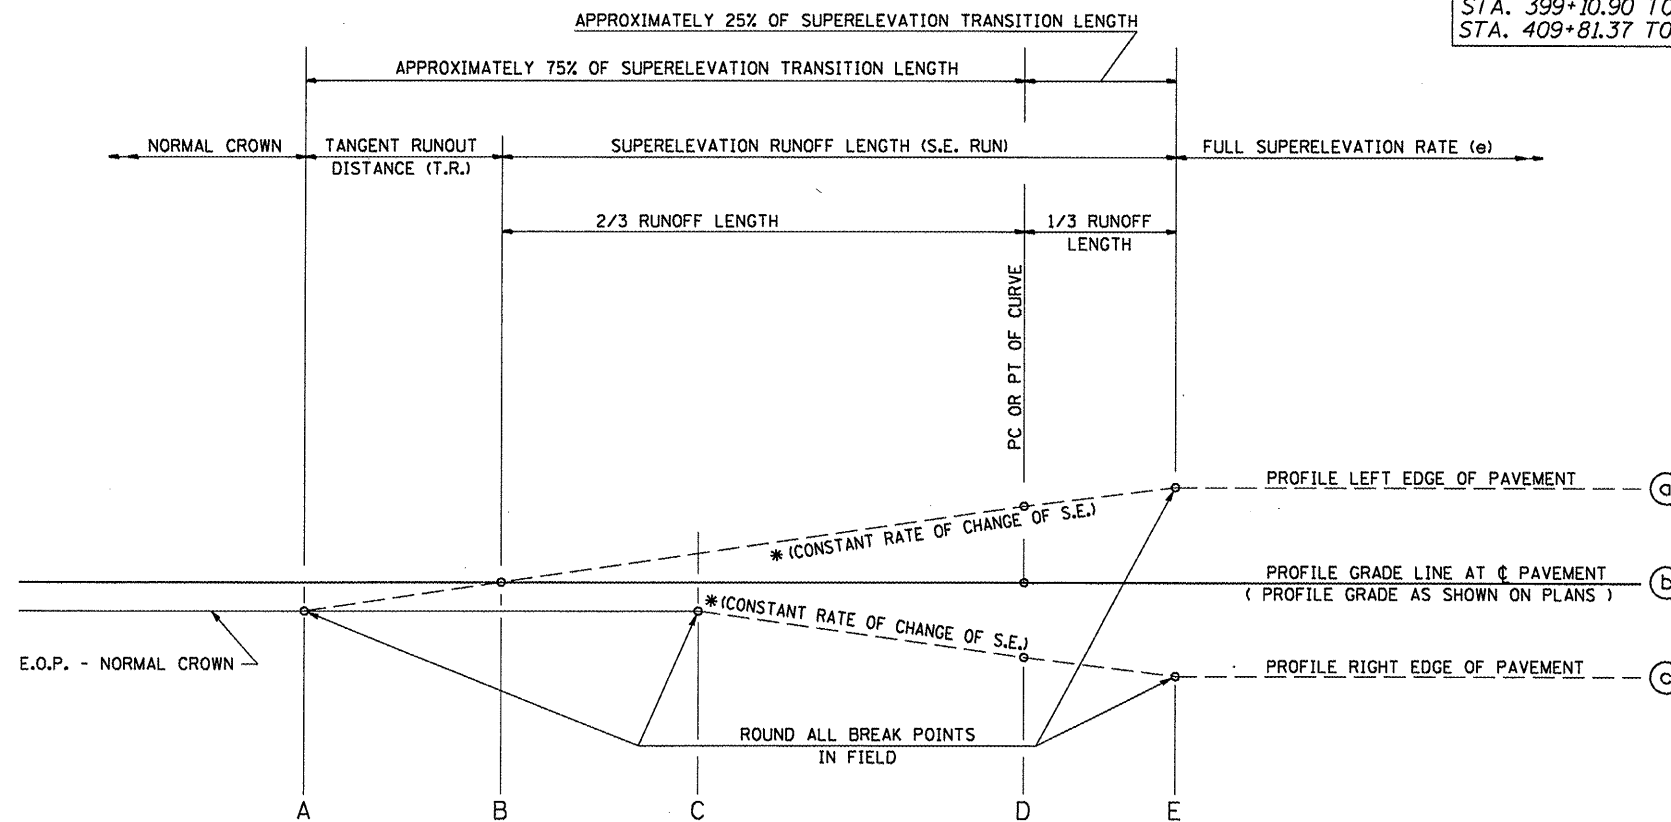 STA. 399+10.90 TO
STA. 409+81.37 TO
APPROXIMATELY 25% OF SUPERELEVATION TRANSITION LENGTH
APPROXIMATELY 75% OF SUPERELEVATION TRANSITION LENGTH
NORMAL CROWN
TANGENT RUNOUT
DISTANCE (T.R.)
SUPERELEVATION RUNOFF LENGTH (S.E. RUN)
FULL SUPERELEVATION RATE (e)
2/3 RUNOFF LENGTH
1/3 RUNOFF
LENGTH
PC OR PT OF CURVE
PROFILE LEFT EDGE OF PAVEMENT
a
* (CONSTANT RATE OF CHANGE OF S.E.)
PROFILE GRADE LINE AT ℄ PAVEMENT
b
( PROFILE GRADE AS SHOWN ON PLANS )
* (CONSTANT RATE OF CHANGE OF S.E.)
E.O.P. - NORMAL CROWN
PROFILE RIGHT EDGE OF PAVEMENT
c
ROUND ALL BREAK POINTS
IN FIELD
A B C D E